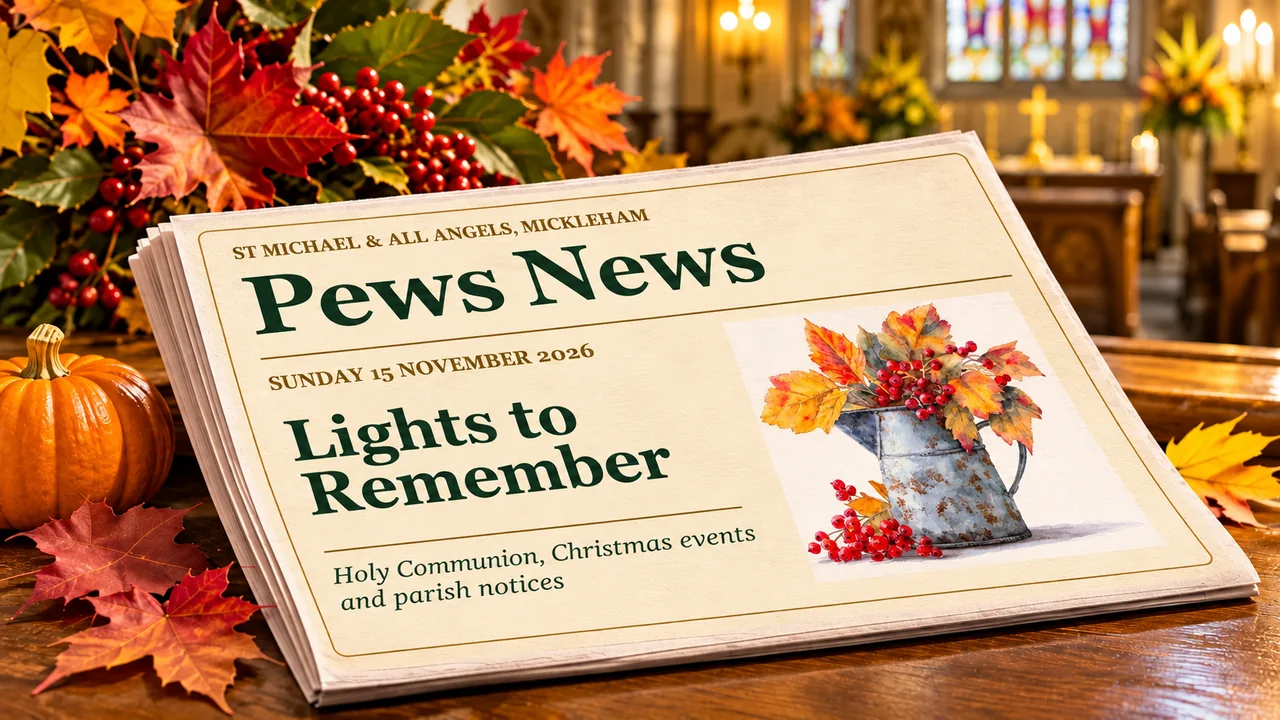 ST MICHAEL & ALL ANGELS, MICKLEHAM
Pews News
SUNDAY 15 NOVEMBER 2026
Lights to
Remember
Holy Communion, Christmas events
and parish notices